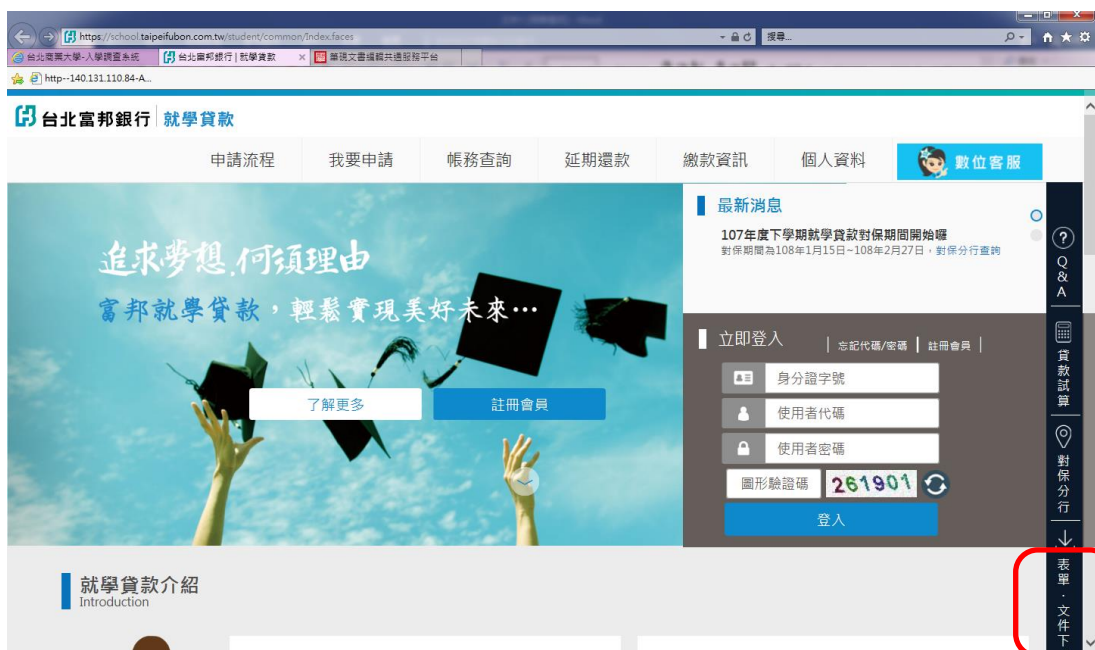 https://school.taipeifubon.com.tw/student/common/Index.faces
搜尋...
台北商業大學-入學調查系統
台北富邦銀行 | 就學貸款
筆硯文書編輯共通服務平台
http--140.131.110.84-A...
台北富邦銀行 就學貸款
申請流程 我要申請 帳務查詢 延期還款 繳款資訊 個人資料 數位客服
追求夢想.何須理由
富邦就學貸款，輕鬆實現美好未來…
了解更多
註冊會員
最新消息
107年度下學期就學貸款對保期間開始囉
對保期間為108年1月15日~108年2月27日，對保分行查詢
立即登入 | 忘記代碼/密碼 | 註冊會員 |
身分證字號
使用者代碼
使用者密碼
圖形驗證碼 261901
登入
Q&A
貸款試算
對保分行
表單．文件下
就學貸款介紹
Introduction